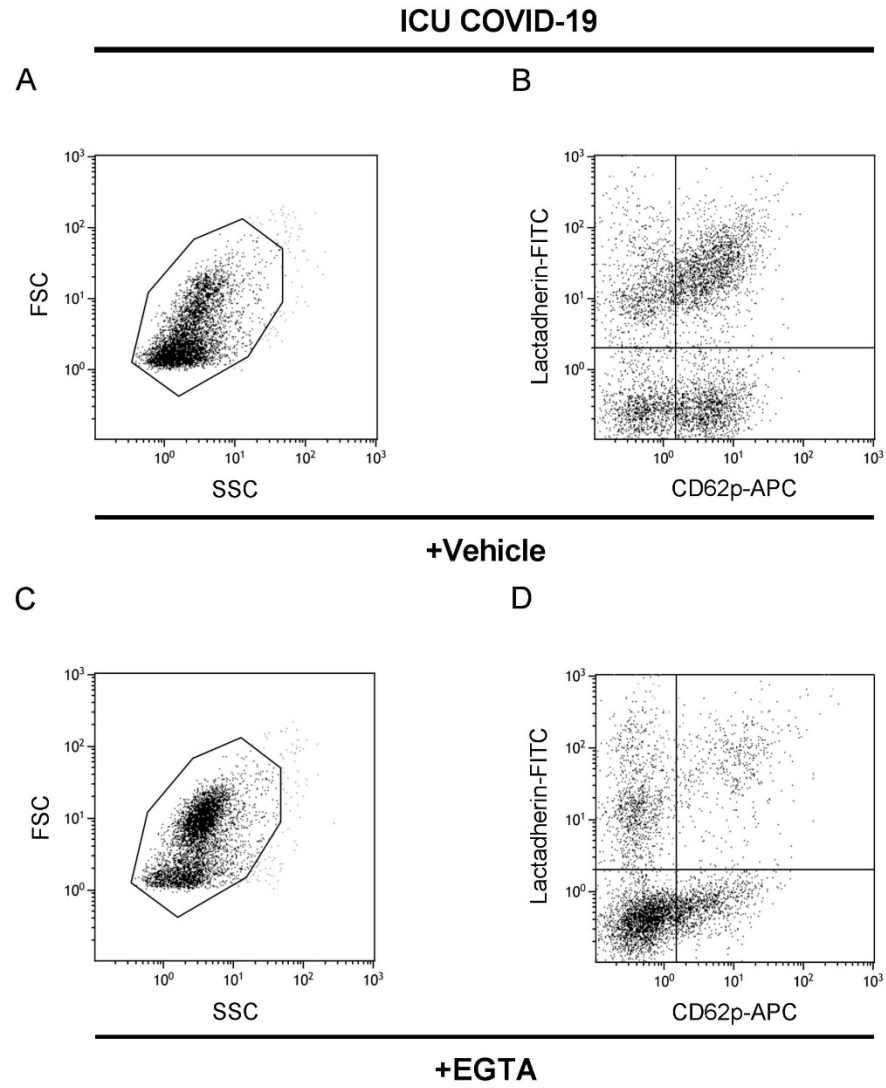 ICU COVID-19
A
B
10³
10²
10¹
10⁰
FSC
10⁰ 10¹ 10² 10³
SSC
10³
10²
10¹
10⁰
Lactadherin-FITC
10⁰ 10¹ 10² 10³
CD62p-APC
+Vehicle
C
D
10³
10²
10¹
10⁰
FSC
10⁰ 10¹ 10² 10³
SSC
10³
10²
10¹
10⁰
Lactadherin-FITC
10⁰ 10¹ 10² 10³
CD62p-APC
+EGTA